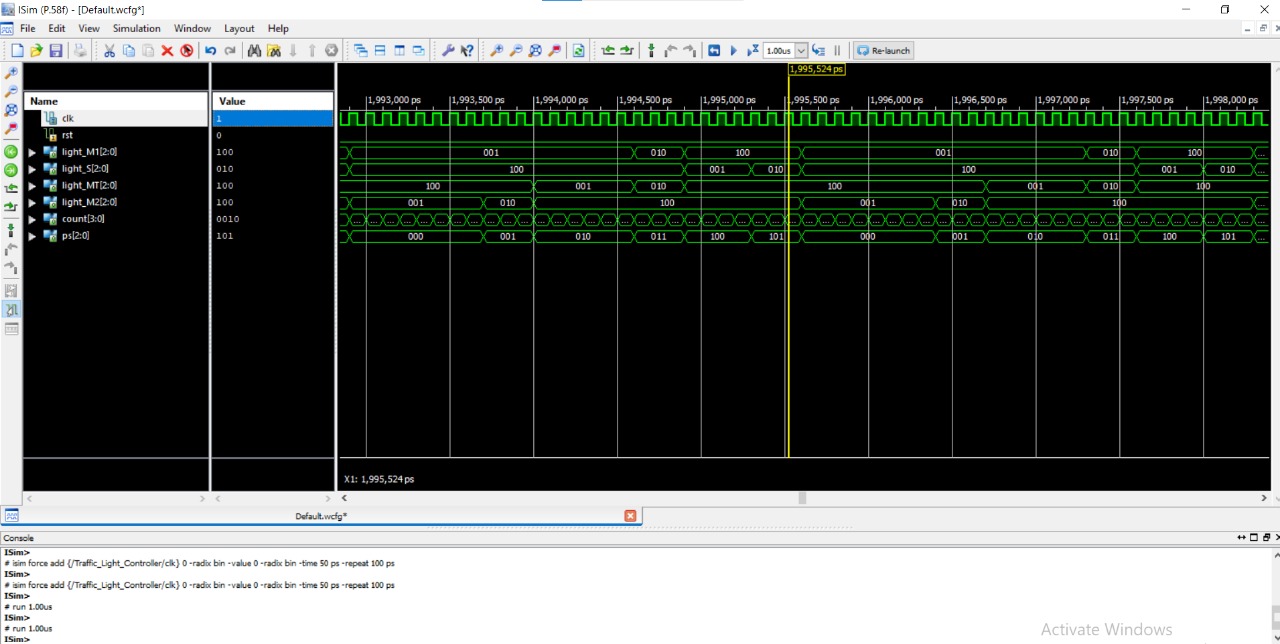 ISim (P.58f) - [Default.wcfg*]
File Edit View Simulation Window Layout Help
1.00us Re-launch
1,995,524 ps
Name Value
1,993,000 ps 1,993,500 ps 1,994,000 ps 1,994,500 ps 1,995,000 ps 1,995,500 ps 1,996,000 ps 1,996,500 ps 1,997,000 ps 1,997,500 ps 1,998,000 ps
clk 1
rst 0
light_M1[2:0] 100 001 010 100 001 010 100 ...
light_S[2:0] 010 100 001 010 100 001 010 ...
light_MT[2:0] 100 100 001 010 100 001 010 100
light_M2[2:0] 100 001 010 100 001 010 100 ...
count[3:0] 0010 ... ... ... ... ... ... ... ... ... ... ... ... ... ... ... ... ... ... ... ... ... ... ... ... ... ... ... ... ... ... ... ... ... ... ... ... ... ... ... ... ... ... ... ... ... ... ... ... ... ... ... ... ... ... ...
ps[2:0] 101 000 001 010 011 100 101 000 001 010 011 100 101 ...
X1: 1,995,524 ps
Default.wcfg*
Console
ISim>
# isim force add {/Traffic_Light_Controller/clk} 0 -radix bin -value 0 -radix bin -time 50 ps -repeat 100 ps
ISim>
# isim force add {/Traffic_Light_Controller/clk} 0 -radix bin -value 0 -radix bin -time 50 ps -repeat 100 ps
ISim>
# run 1.00us
ISim>
# run 1.00us
ISim>
Activate Windows